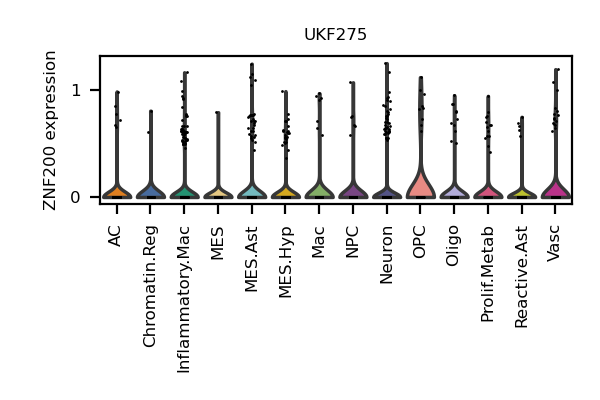 UKF275
ZNF200 expression
1
0
AC
Chromatin.Reg
Inflammatory.Mac
MES
MES.Ast
MES.Hyp
Mac
NPC
Neuron
OPC
Oligo
Prolif.Metab
Reactive.Ast
Vasc